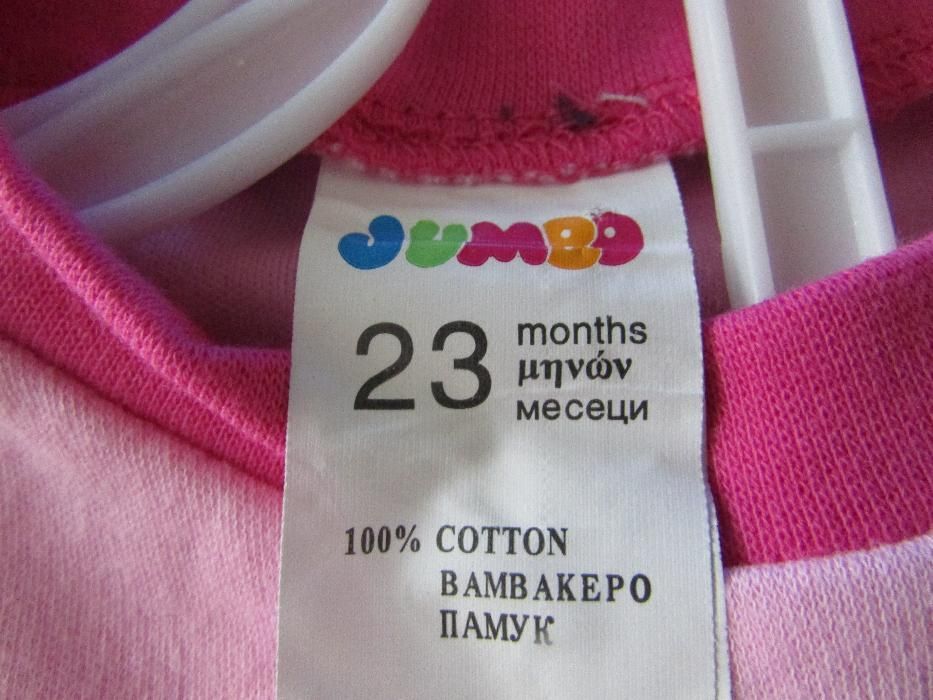 JUMBO
23 months
μηνών
месеци
100% COTTON
ΒΑΜΒΑΚΕΡΟ
ПАМУК